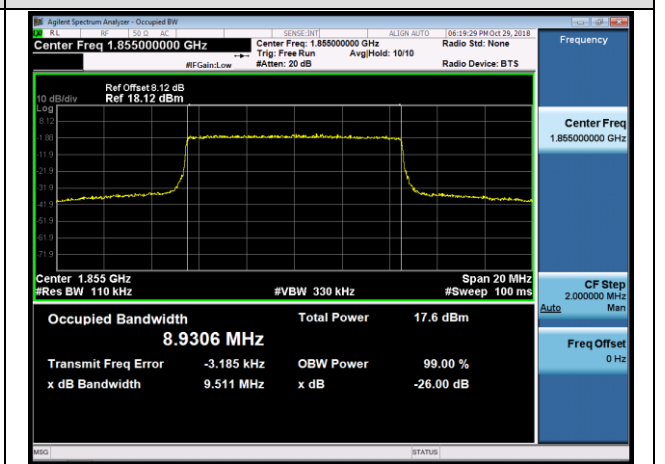 Agilent Spectrum Analyzer - Occupied BW
RL RF 50 Ω AC SENSE:INT ALIGN AUTO 06:19:29 PM Oct 29, 2018
Center Freq 1.855000000 GHz Center Freq: 1.855000000 GHz Radio Std: None
Trig: Free Run Avg|Hold: 10/10
#IFGain:Low #Atten: 20 dB Radio Device: BTS
Frequency
Ref Offset 8.12 dB
10 dB/div Ref 18.12 dBm
Log
8.12
-1.88
-11.9
-21.9
-31.9
-41.9
-51.9
-61.9
-71.9
Center 1.855 GHz Span 20 MHz
#Res BW 110 kHz #VBW 330 kHz #Sweep 100 ms
Occupied Bandwidth Total Power 17.6 dBm
8.9306 MHz
Transmit Freq Error -3.185 kHz OBW Power 99.00 %
x dB Bandwidth 9.511 MHz x dB -26.00 dB
Center Freq
1.855000000 GHz
CF Step
2.000000 MHz
Auto Man
Freq Offset
0 Hz
MSG STATUS